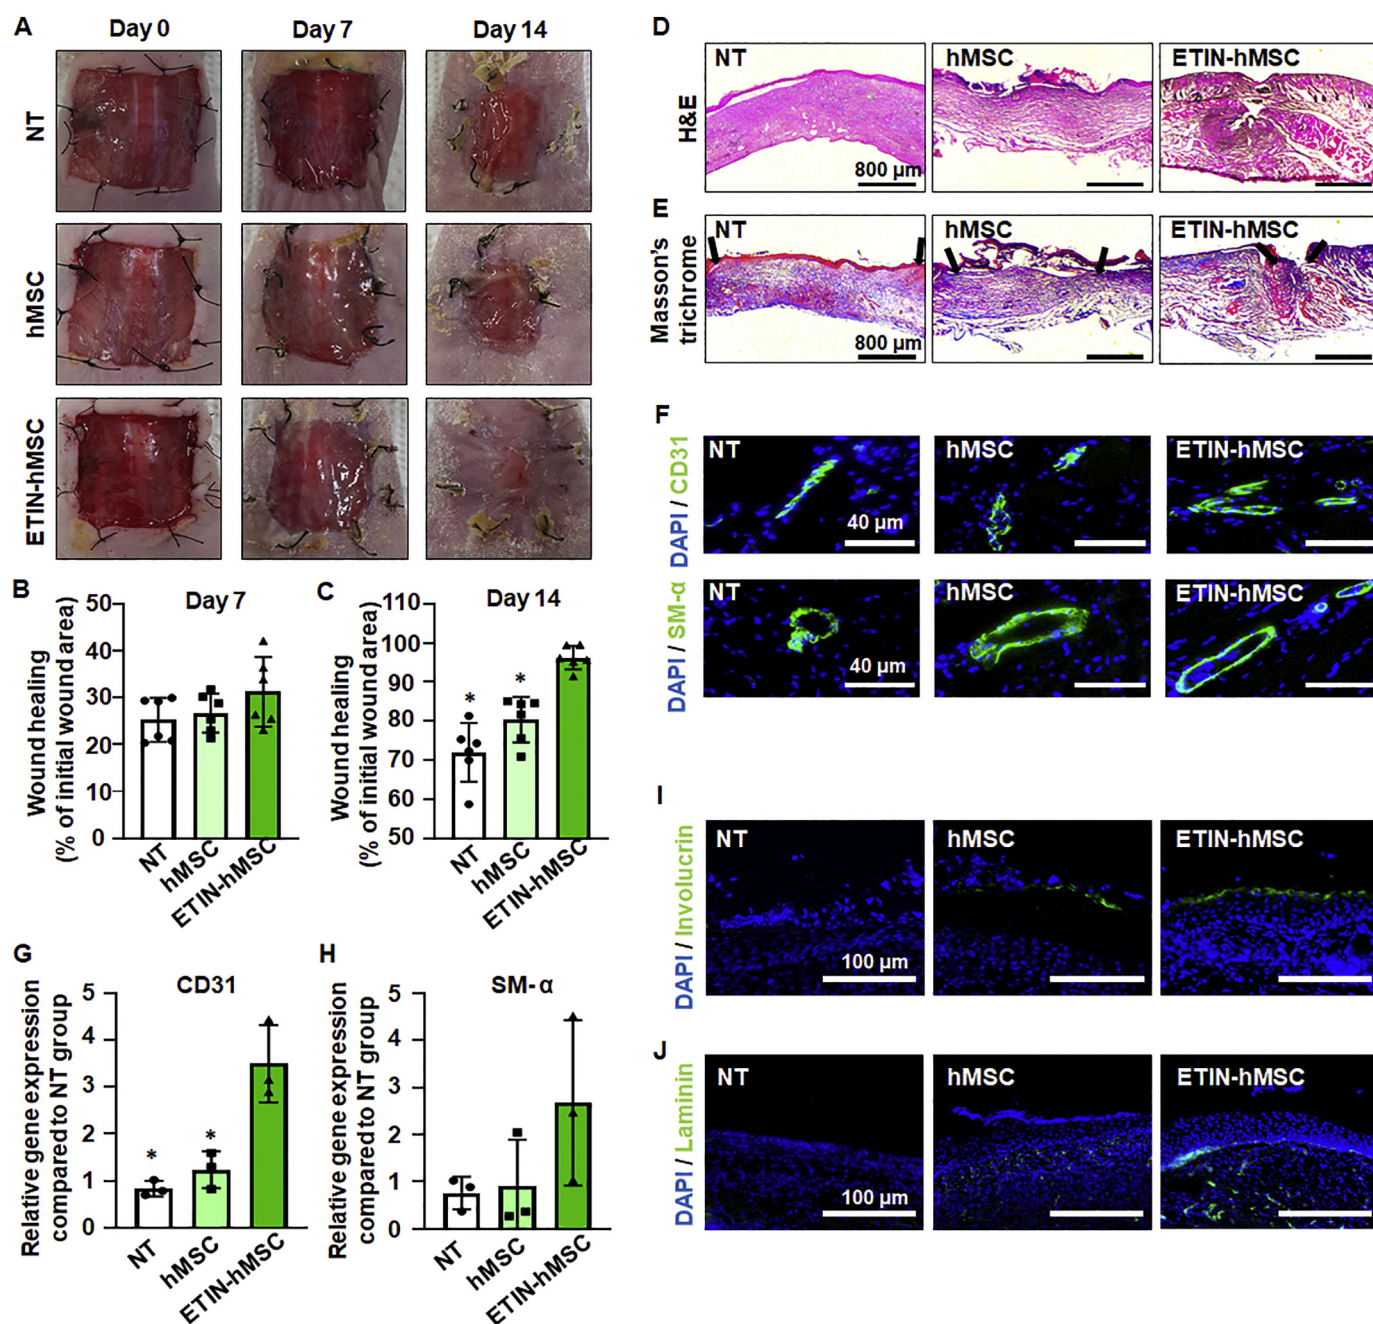 A
Day 0
Day 7
Day 14
NT
hMSC
ETIN-hMSC
B
Day 7
Wound healing
(% of initial wound area)
50
40
30
20
10
0
NT
hMSC
ETIN-hMSC
C
Day 14
Wound healing
(% of initial wound area)
110
100
90
80
70
60
50
*
*
NT
hMSC
ETIN-hMSC
D
H&E
NT
hMSC
ETIN-hMSC
800 µm
E
Masson's
trichrome
NT
hMSC
ETIN-hMSC
800 µm
F
DAPI / CD31
NT
hMSC
ETIN-hMSC
40 µm
DAPI / SM-α
NT
hMSC
ETIN-hMSC
40 µm
G
CD31
Relative gene expression
compared to NT group
5
4
3
2
1
0
*
*
NT
hMSC
ETIN-hMSC
H
SM- α
Relative gene expression
compared to NT group
5
4
3
2
1
0
NT
hMSC
ETIN-hMSC
I
DAPI / Involucrin
NT
hMSC
ETIN-hMSC
100 µm
J
DAPI / Laminin
NT
hMSC
ETIN-hMSC
100 µm